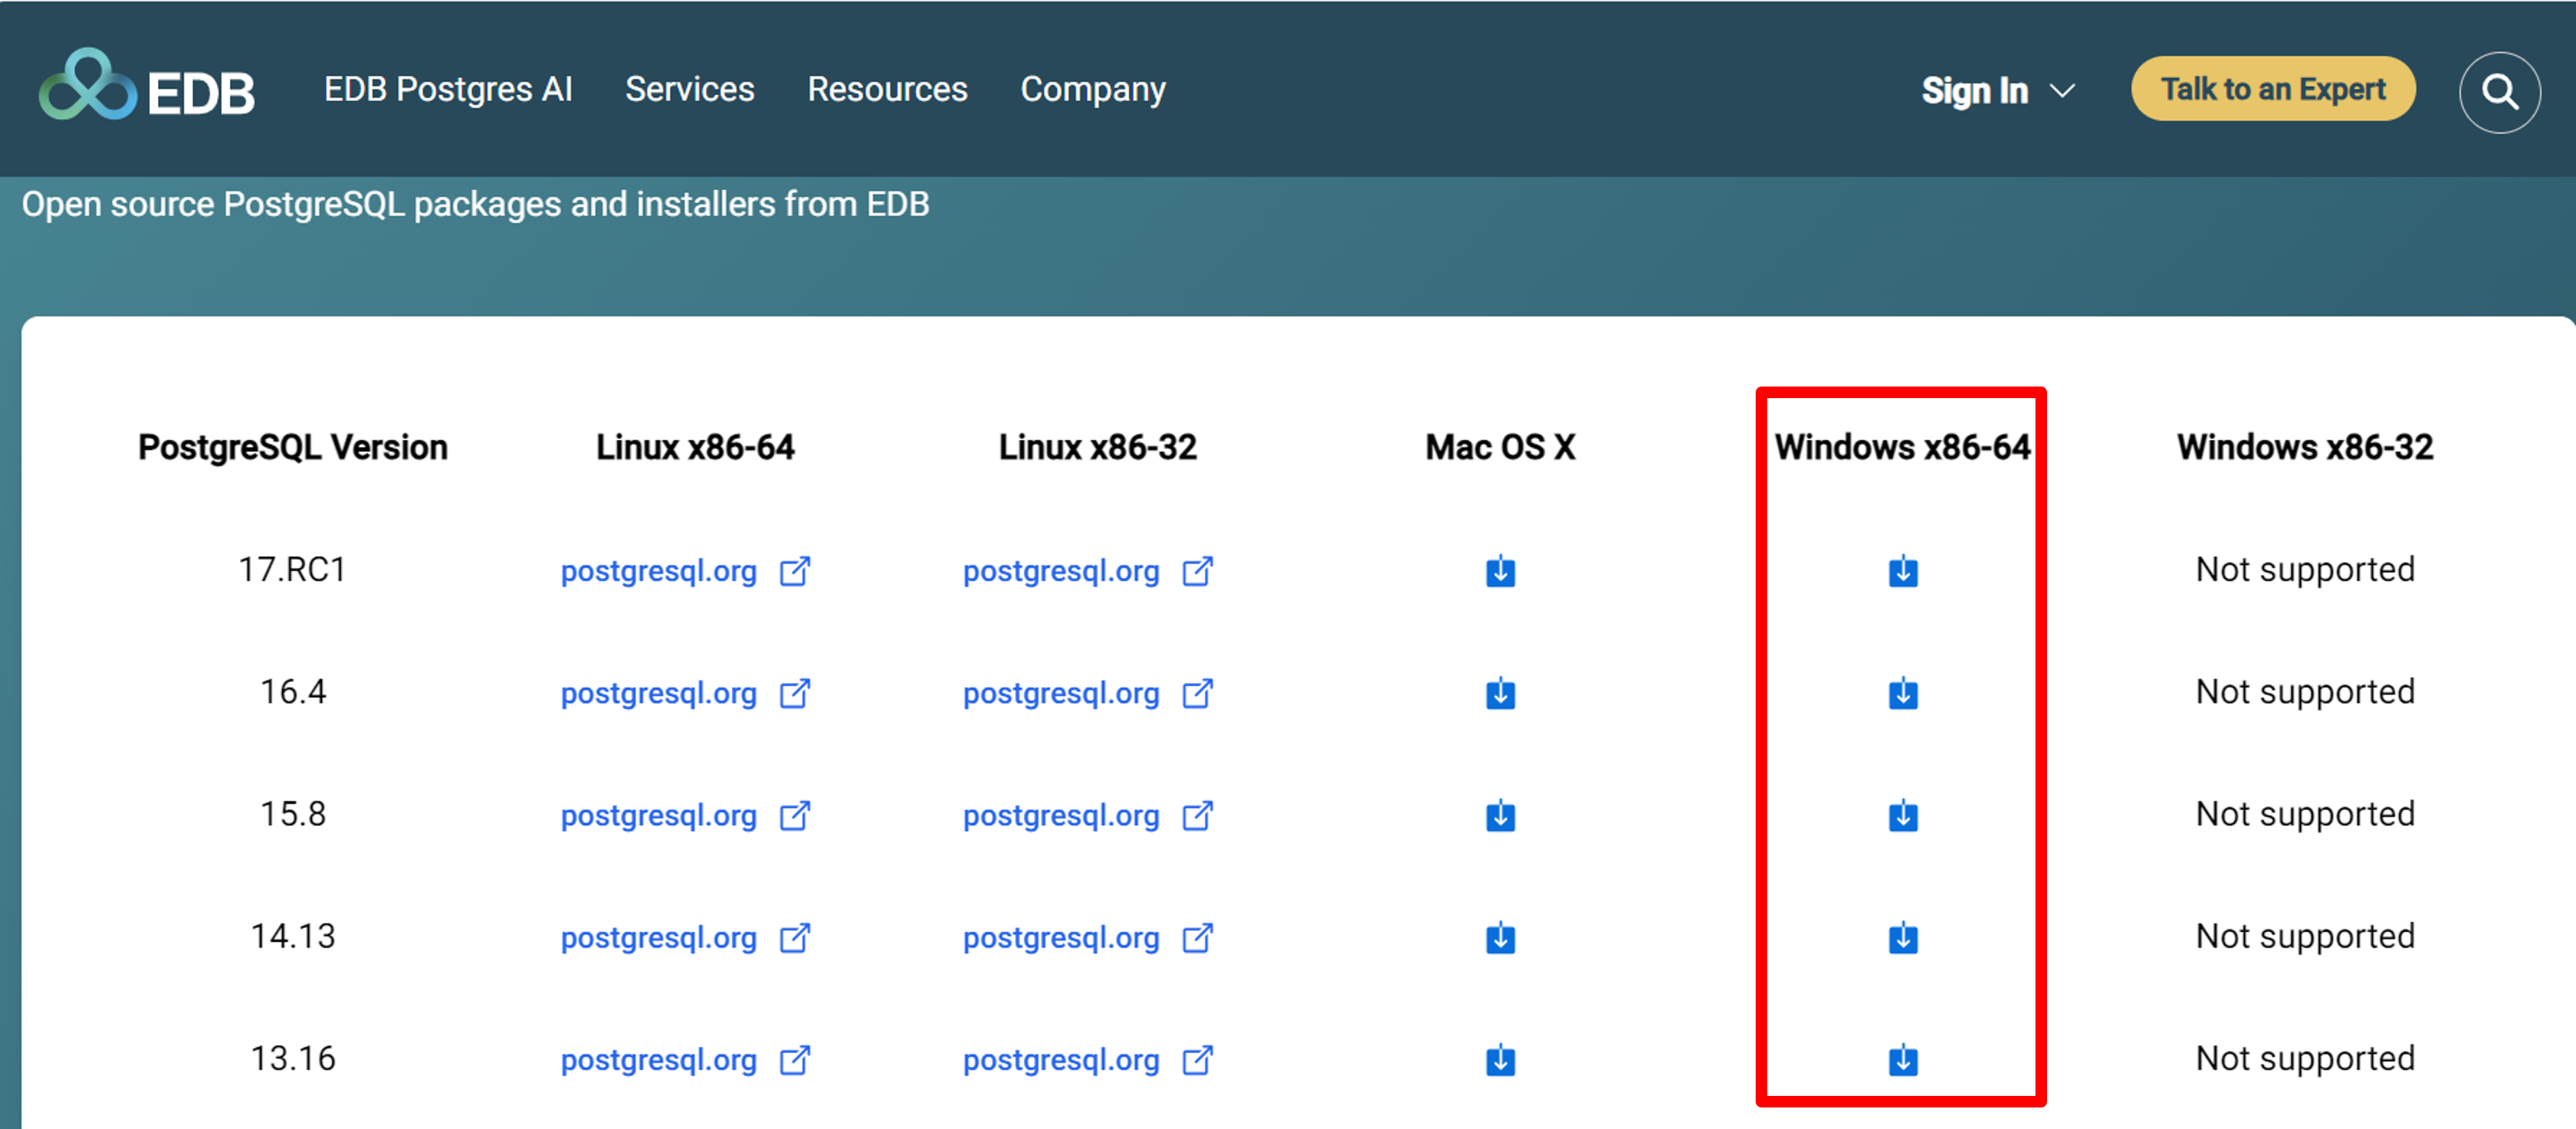 EDB EDB Postgres AI Services Resources Company Sign In Talk to an Expert
Open source PostgreSQL packages and installers from EDB
PostgreSQL Version Linux x86-64 Linux x86-32 Mac OS X Windows x86-64 Windows x86-32
17.RC1 postgresql.org postgresql.org Not supported
16.4 postgresql.org postgresql.org Not supported
15.8 postgresql.org postgresql.org Not supported
14.13 postgresql.org postgresql.org Not supported
13.16 postgresql.org postgresql.org Not supported